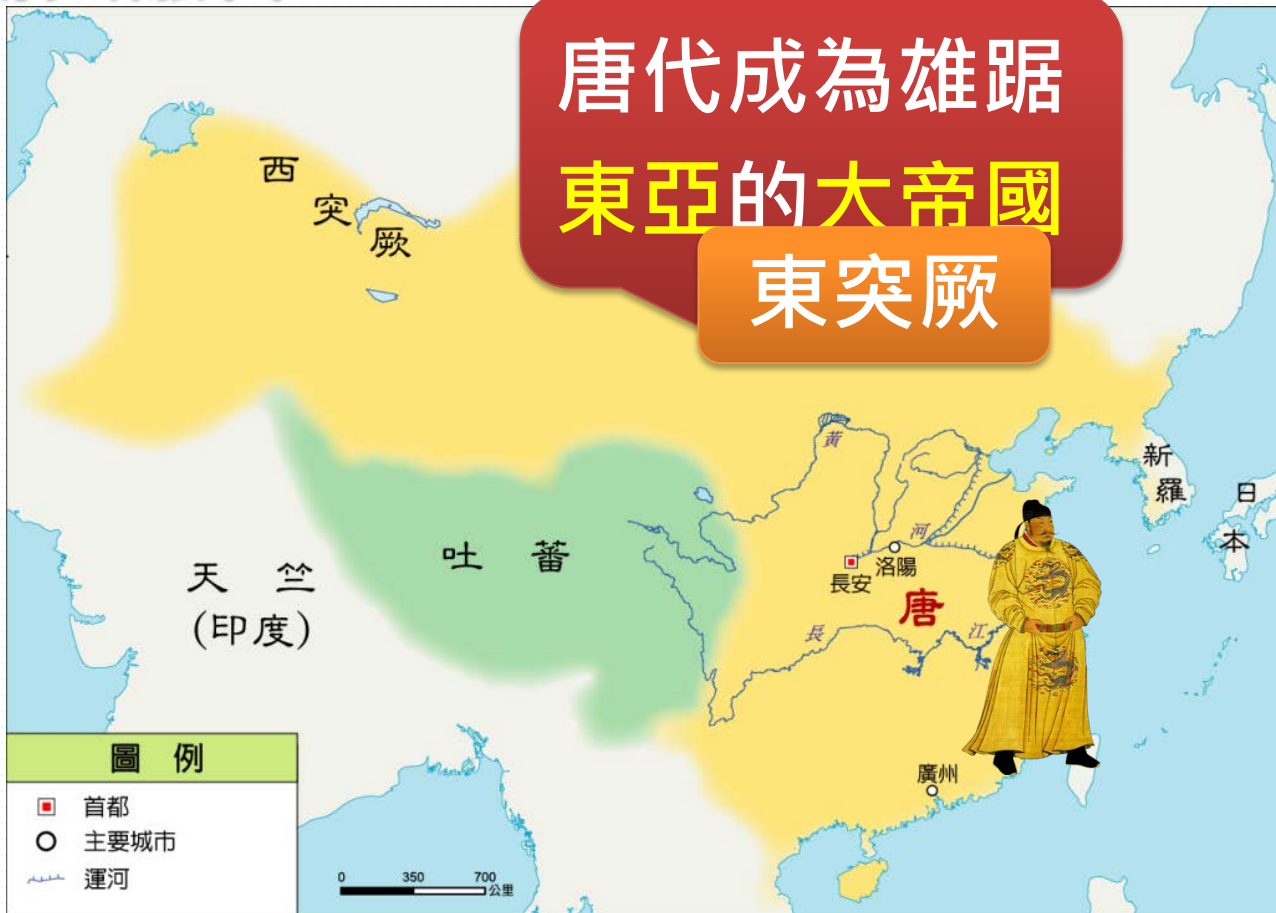 唐代成為雄踞
東亞的大帝國
東突厥
西突厥
黃河
新羅
日本
吐蕃
天竺
(印度)
長安
洛陽
唐
長江
廣州
圖例
首都
主要城市
運河
0 350 700
公里